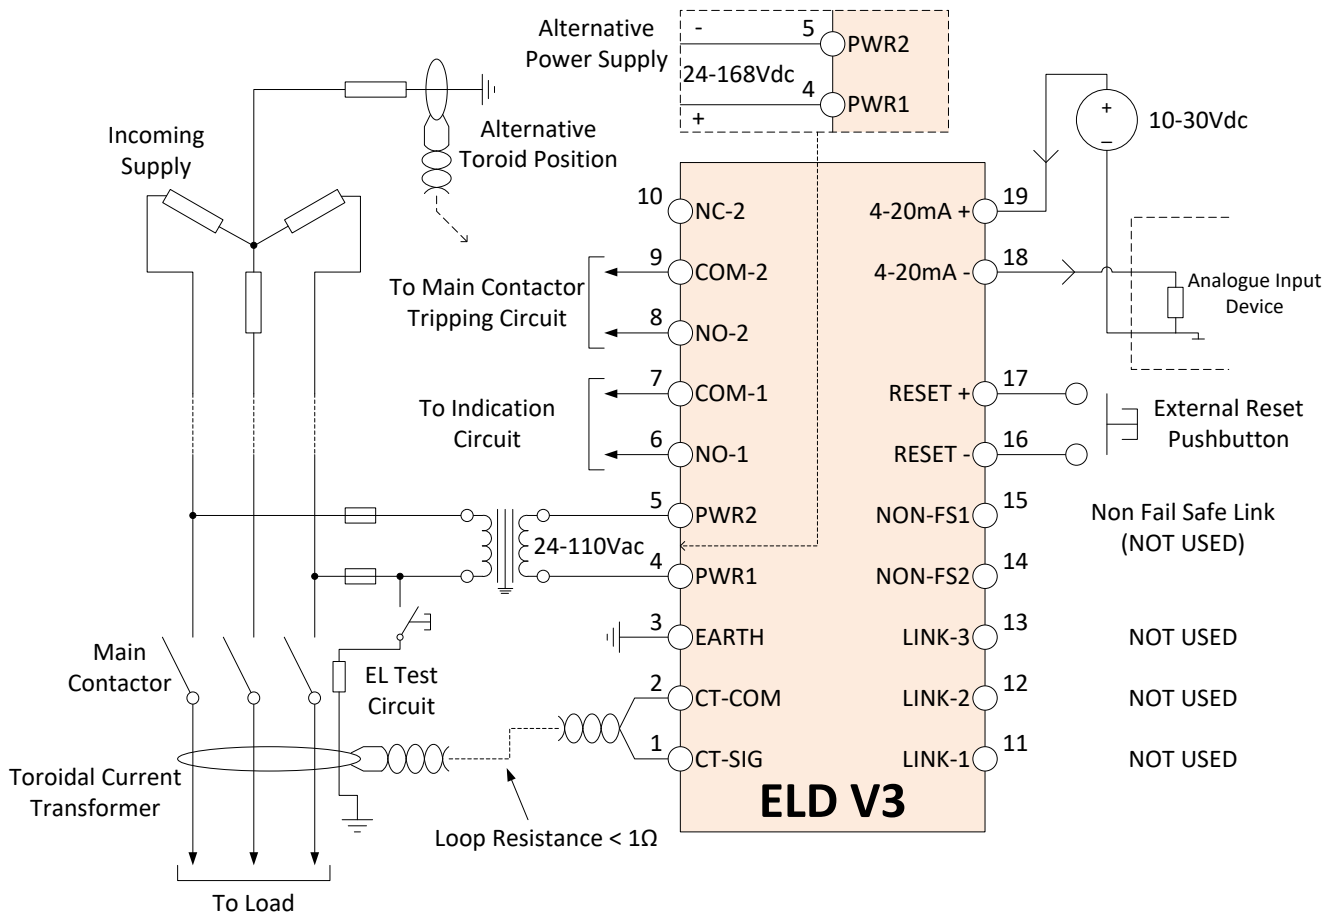 Alternative
Power Supply
-
5
PWR2
24-168Vdc
4
PWR1
+
Incoming
Supply
Alternative
Toroid Position
+
−
10-30Vdc
10
NC-2
9
COM-2
To Main Contactor
Tripping Circuit
8
NO-2
7
COM-1
To Indication
Circuit
6
NO-1
5
PWR2
24-110Vac
4
PWR1
3
EARTH
2
CT-COM
1
CT-SIG
4-20mA +
19
4-20mA -
18
Analogue Input
Device
RESET +
17
External Reset
Pushbutton
RESET -
16
NON-FS1
15
Non Fail Safe Link
(NOT USED)
NON-FS2
14
LINK-3
13
NOT USED
LINK-2
12
NOT USED
LINK-1
11
NOT USED
ELD V3
Main
Contactor
EL Test
Circuit
Toroidal Current
Transformer
Loop Resistance < 1Ω
To Load